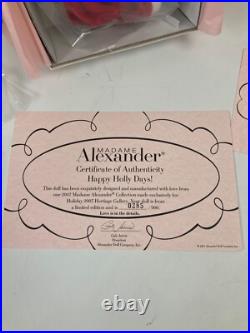 MADAME
Alexander®
Certificate of Authenticity
Happy Holly Days!
This doll has been exquisitely designed and manufactured with love from
our 2007 Madame Alexander® Collection made exclusively for
Holiday 2007 Heritage Gallery. Your doll is from
a limited edition and is 0285 /900.
Love is in the details.
Gale Jarvis
President
Alexander Doll Company, Inc.